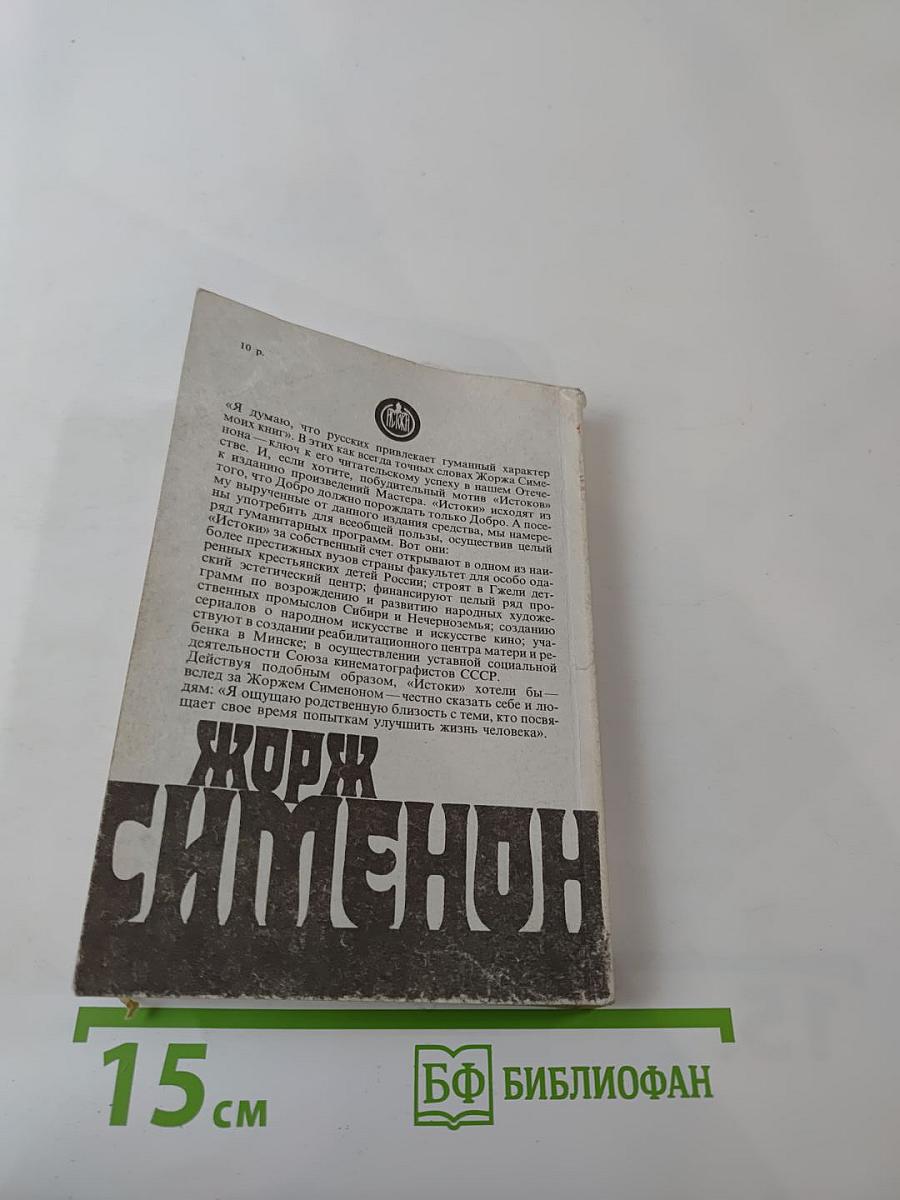 10 р.
«Я думаю, что русских привлекает гуманный характер
моих книг». В этих как всегда точных словах Жоржа Симе-
нона — ключ к его читательскому успеху в нашем Отече-
стве. И, если хотите, побудительный мотив «Истоков»
к изданию произведений Мастера. «Истоки» исходят из
того, что Добро должно порождать только Добро. А посе-
му вырученные от данного издания средства, мы намере-
ны употребить для всеобщей пользы, осуществив целый
ряд гуманитарных программ. Вот они:
«Истоки» за собственный счет открывают в одном из наи-
более престижных вузов страны факультет для особо ода-
ренных крестьянских детей России; строят в Гжели дет-
ский эстетический центр; финансируют целый ряд про-
грамм по возрождению и развитию народных художе-
ственных промыслов Сибири и Нечерноземья; созданию
сериалов о народном искусстве и искусстве кино; уча-
ствуют в создании реабилитационного центра матери и ре-
бенка в Минске; в осуществлении уставной социальной
деятельности Союза кинематографистов СССР.
Действуя подобным образом, «Истоки» хотели бы —
вслед за Жоржем Сименоном — честно сказать себе и лю-
дям: «Я ощущаю родственную близость с теми, кто посвя-
щает свое время попыткам улучшить жизнь человека».
ЖОРЖ
СИМЕНОН
15 см
БФ БИБЛИОФАН